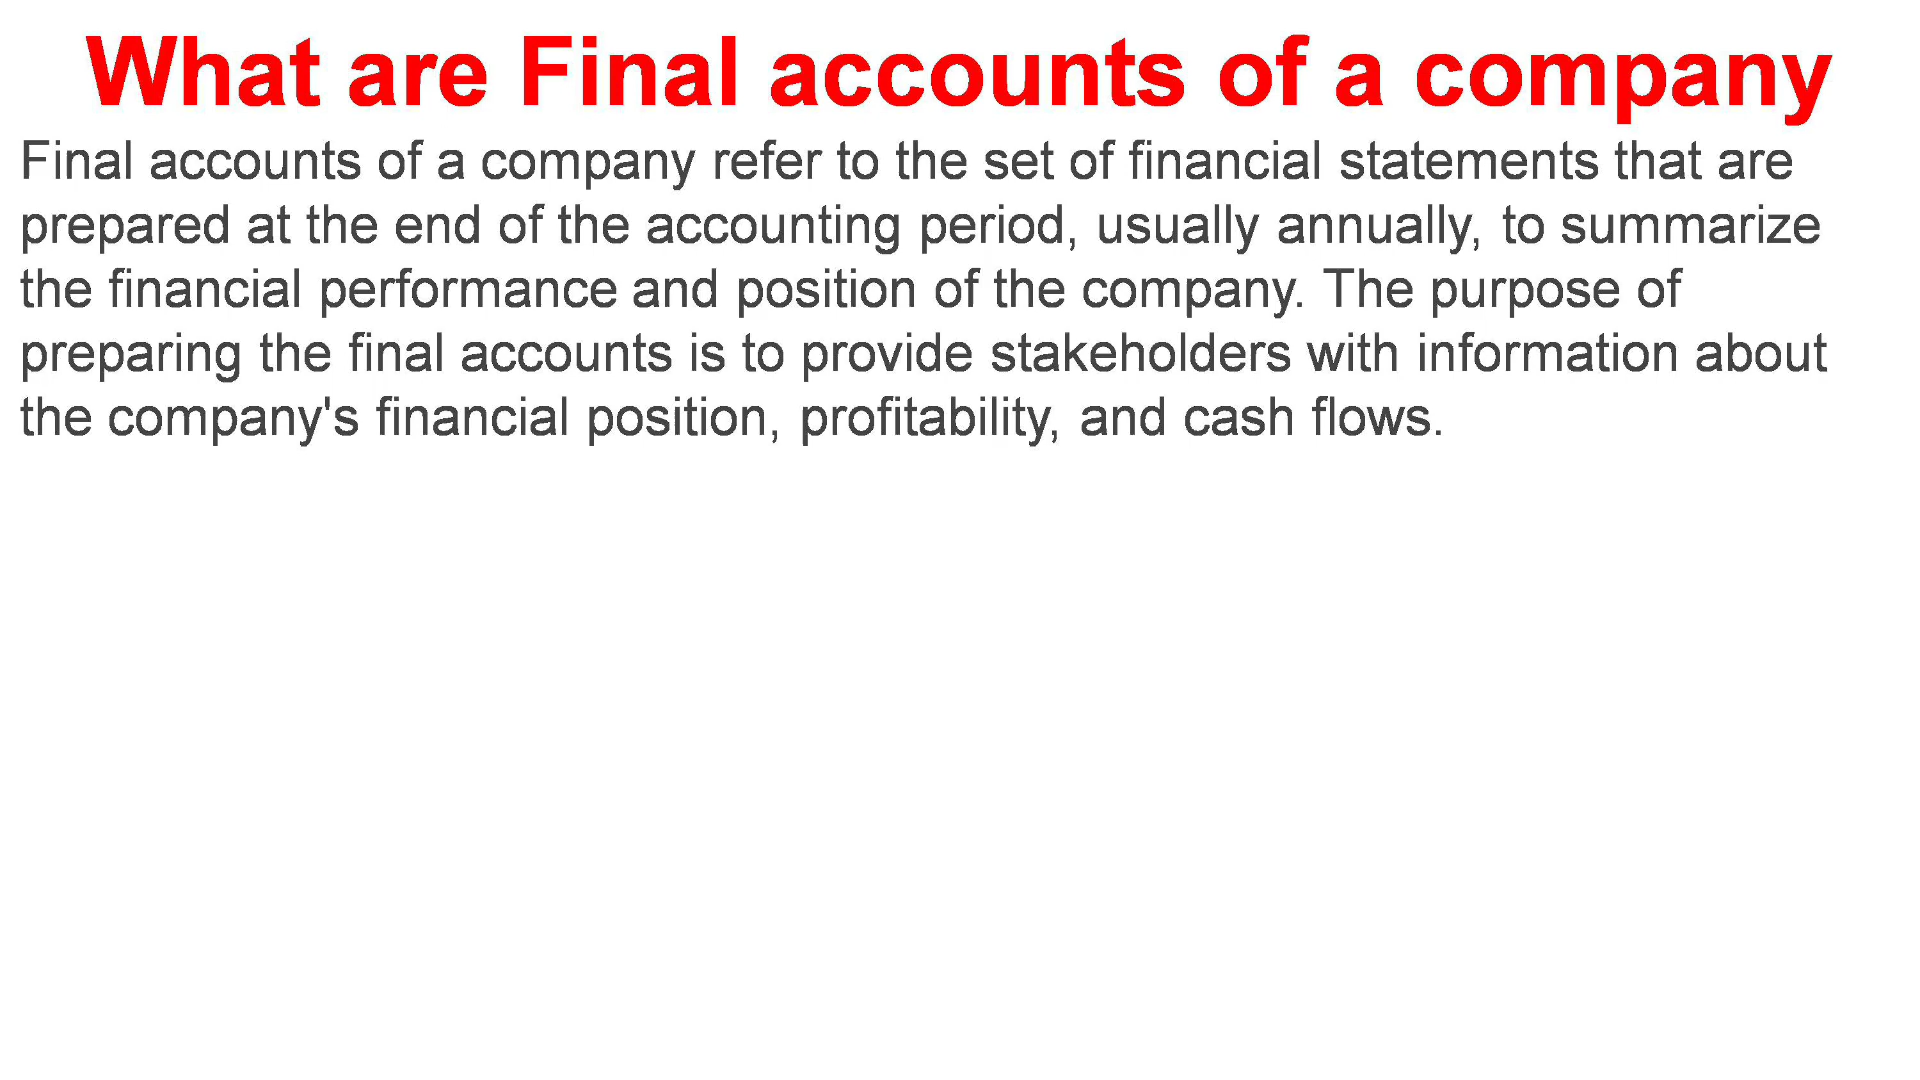 What are Final accounts of a company
Final accounts of a company refer to the set of financial statements that are
prepared at the end of the accounting period, usually annually, to summarize
the financial performance and position of the company. The purpose of
preparing the final accounts is to provide stakeholders with information about
the company's financial position, profitability, and cash flows.